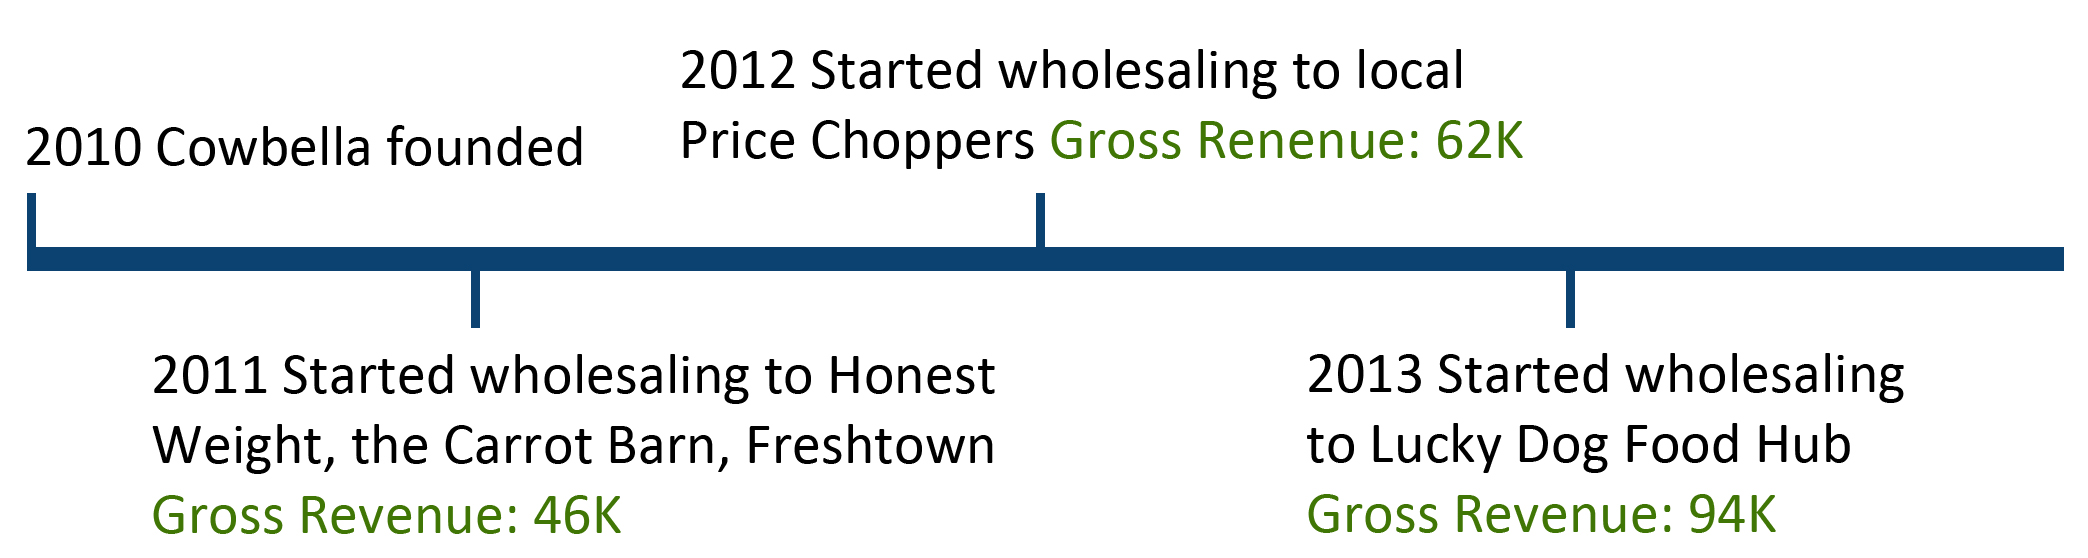 2010 Cowbella founded
2012 Started wholesaling to local
Price Choppers Gross Renenue: 62K
2011 Started wholesaling to Honest
Weight, the Carrot Barn, Freshtown
Gross Revenue: 46K
2013 Started wholesaling
to Lucky Dog Food Hub
Gross Revenue: 94K